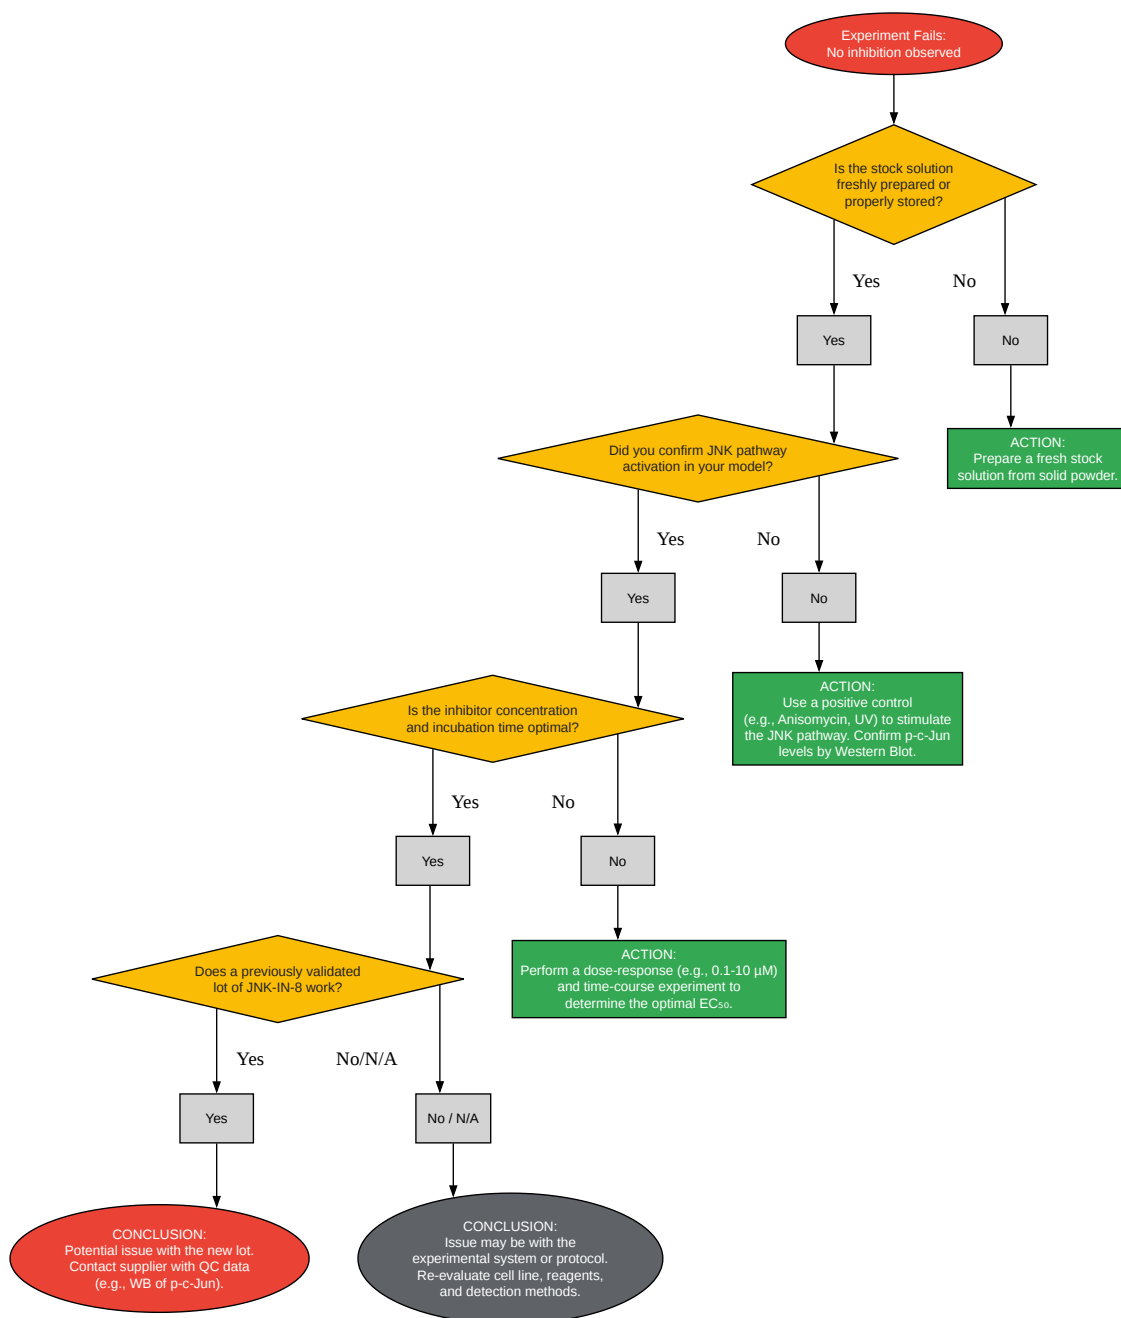 Experiment Fails:
No inhibition observed
Is the stock solution
freshly prepared or
properly stored?
Yes
No
Yes
No
ACTION:
Prepare a fresh stock
solution from solid powder.
Did you confirm JNK pathway
activation in your model?
Yes
No
Yes
No
ACTION:
Use a positive control
(e.g., Anisomycin, UV) to stimulate
the JNK pathway. Confirm p-c-Jun
levels by Western Blot.
Is the inhibitor concentration
and incubation time optimal?
Yes
No
Yes
No
ACTION:
Perform a dose-response (e.g., 0.1-10 µM)
and time-course experiment to
determine the optimal EC₅₀.
Does a previously validated
lot of JNK-IN-8 work?
Yes
No/N/A
Yes
No / N/A
CONCLUSION:
Potential issue with the new lot.
Contact supplier with QC data
(e.g., WB of p-c-Jun).
CONCLUSION:
Issue may be with the
experimental system or protocol.
Re-evaluate cell line, reagents,
and detection methods.